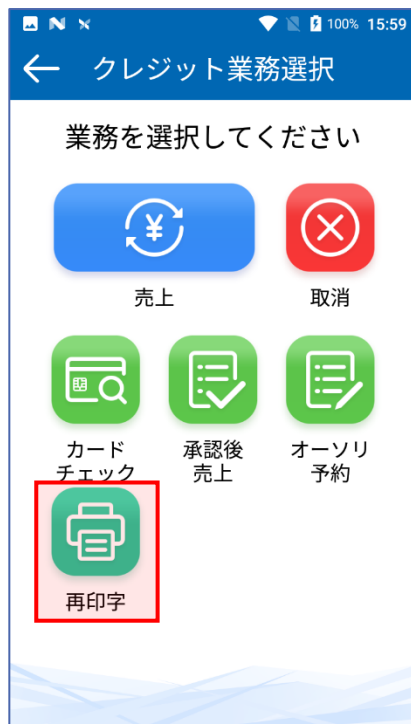 100% 15:59
クレジット業務選択
業務を選択してください
売上
取消
カード
チェック
承認後
売上
オーソリ
予約
再印字